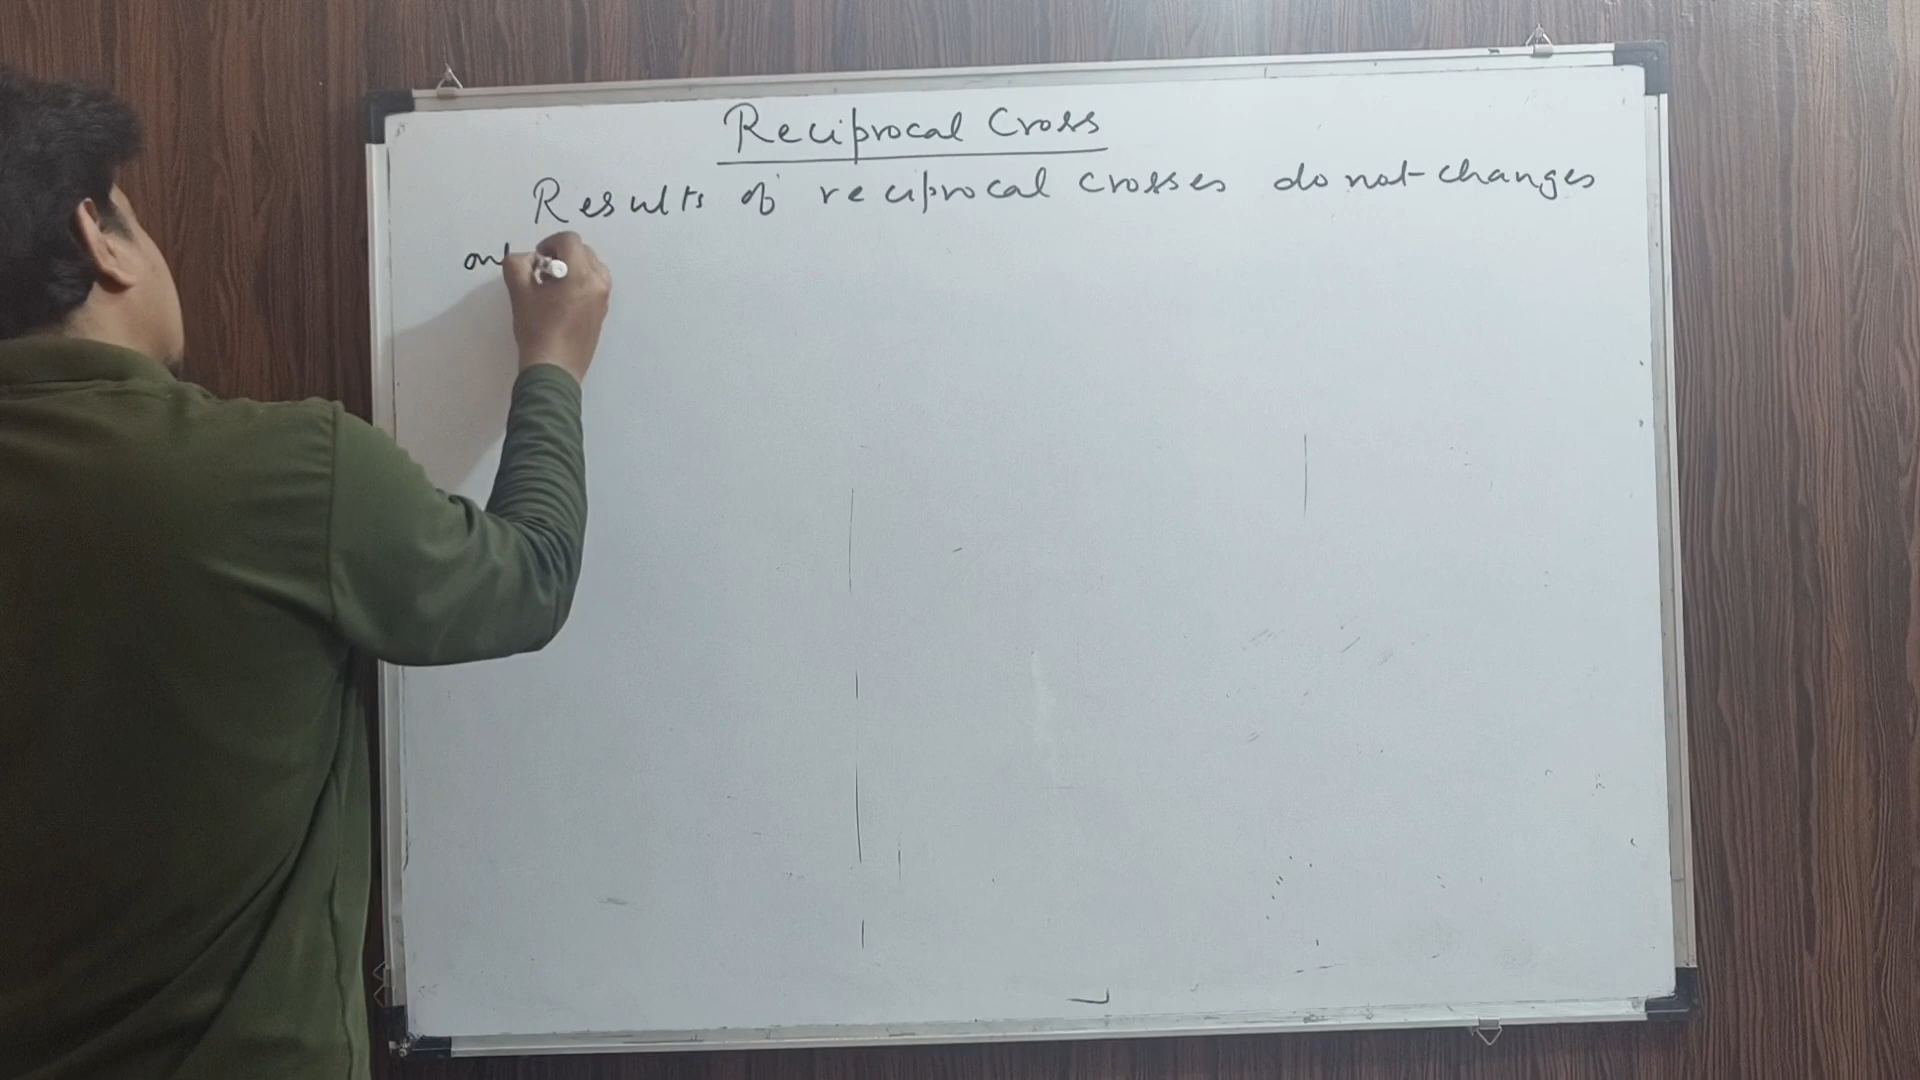 Reciprocal Cross
Results of reciprocal crosses do not changes